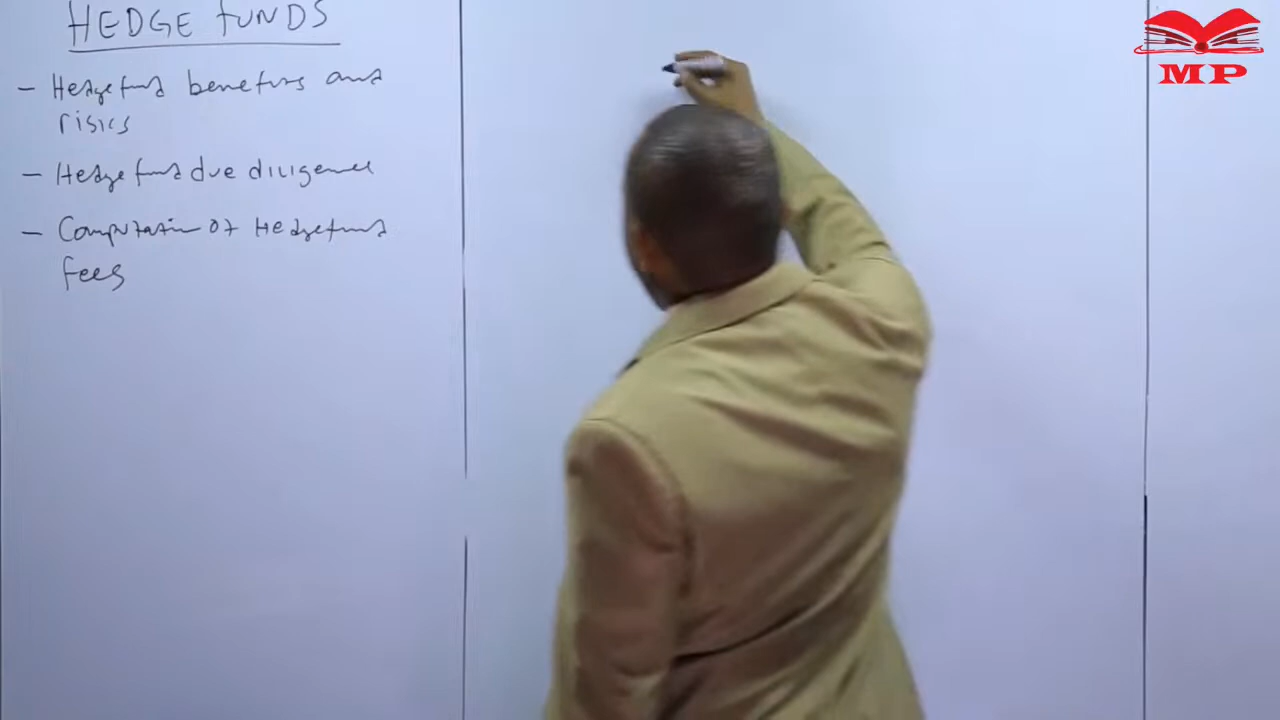 HEDGE FUNDS
- Hedge fund benefits and
risks
- Hedge fund due diligence
- Computation of Hedge fund
fees
MP